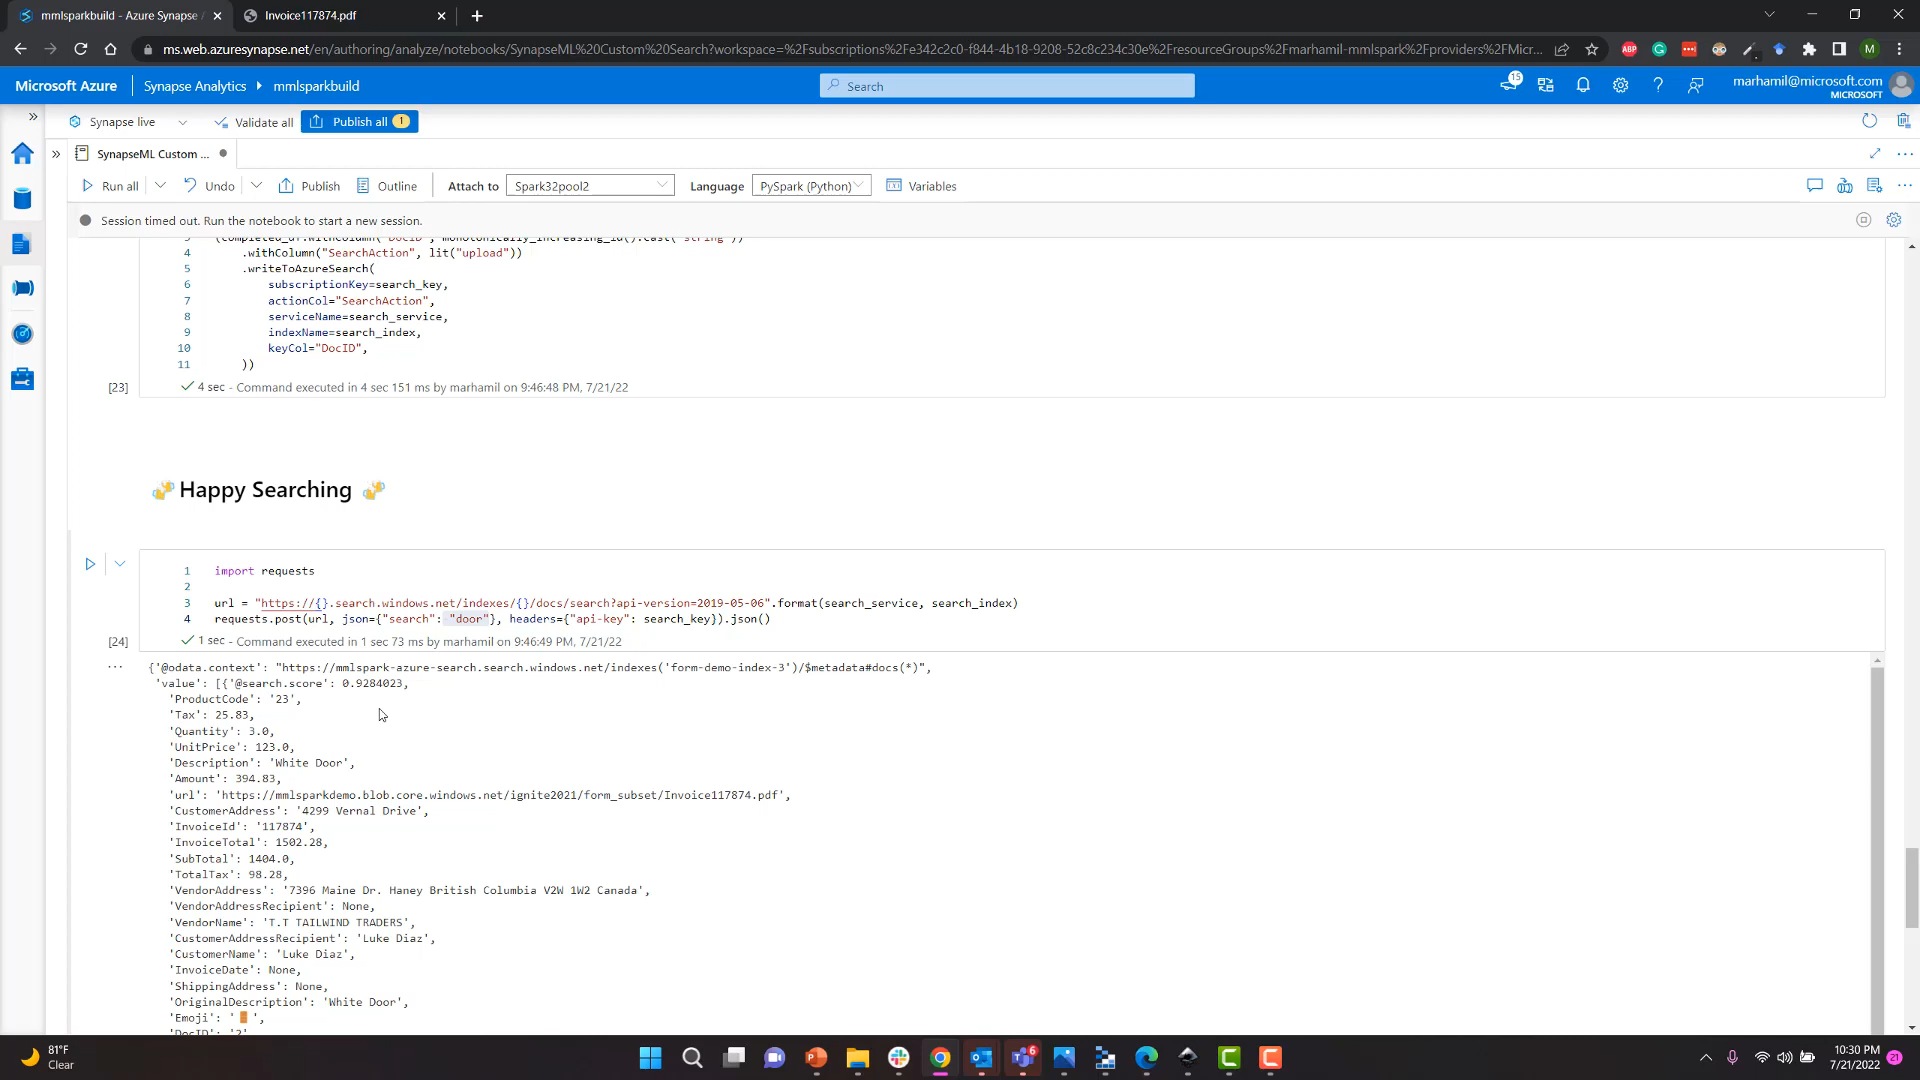 mmlsparkbuild - Azure Synapse /
Invoice117874.pdf
ms.web.azuresynapse.net/en/authoring/analyze/notebooks/SynapseML%20Custom%20Search?workspace=%2Fsubscriptions%2Fe342c2c0-f844-4b18-9208-52c8c234c30e%2FresourceGroups%2Fmarhamil-mmlspark%2Fproviders%2FMicr...
ABP
M
Microsoft Azure
Synapse Analytics
mmlsparkbuild
Search
15
marhamil@microsoft.com
MICROSOFT
Synapse live
Validate all
Publish all 1
SynapseML Custom ...
Run all
Undo
Publish
Outline
Attach to
Spark32pool2
Language
PySpark (Python)
Variables
Session timed out. Run the notebook to start a new session.
3 (completed_df.withColumn("DocID", monotonically_increasing_id().cast("string"))
4 .withColumn("SearchAction", lit("upload"))
5 .writeToAzureSearch(
6 subscriptionKey=search_key,
7 actionCol="SearchAction",
8 serviceName=search_service,
9 indexName=search_index,
10 keyCol="DocID",
11 ))
[23]
4 sec - Command executed in 4 sec 151 ms by marhamil on 9:46:48 PM, 7/21/22
Happy Searching
1 import requests
2
3 url = "https://{}.search.windows.net/indexes/{}/docs/search?api-version=2019-05-06".format(search_service, search_index)
4 requests.post(url, json={"search": "door"}, headers={"api-key": search_key}).json()
[24]
1 sec - Command executed in 1 sec 73 ms by marhamil on 9:46:49 PM, 7/21/22
...
{'@odata.context': "https://mmlspark-azure-search.search.windows.net/indexes('form-demo-index-3')/$metadata#docs(*)",
'value': [{'@search.score': 0.9284023,
'ProductCode': '23',
'Tax': 25.83,
'Quantity': 3.0,
'UnitPrice': 123.0,
'Description': 'White Door',
'Amount': 394.83,
'url': 'https://mmlsparkdemo.blob.core.windows.net/ignite2021/form_subset/Invoice117874.pdf',
'CustomerAddress': '4299 Vernal Drive',
'InvoiceId': '117874',
'InvoiceTotal': 1502.28,
'SubTotal': 1404.0,
'TotalTax': 98.28,
'VendorAddress': '7396 Maine Dr. Haney British Columbia V2W 1W2 Canada',
'VendorAddressRecipient': None,
'VendorName': 'T.T TAILWIND TRADERS',
'CustomerAddressRecipient': 'Luke Diaz',
'CustomerName': 'Luke Diaz',
'InvoiceDate': None,
'ShippingAddress': None,
'OriginalDescription': 'White Door',
'Emoji': '🚪',
'DocID': '2'
81°F
Clear
6
10:30 PM
7/21/2022
21